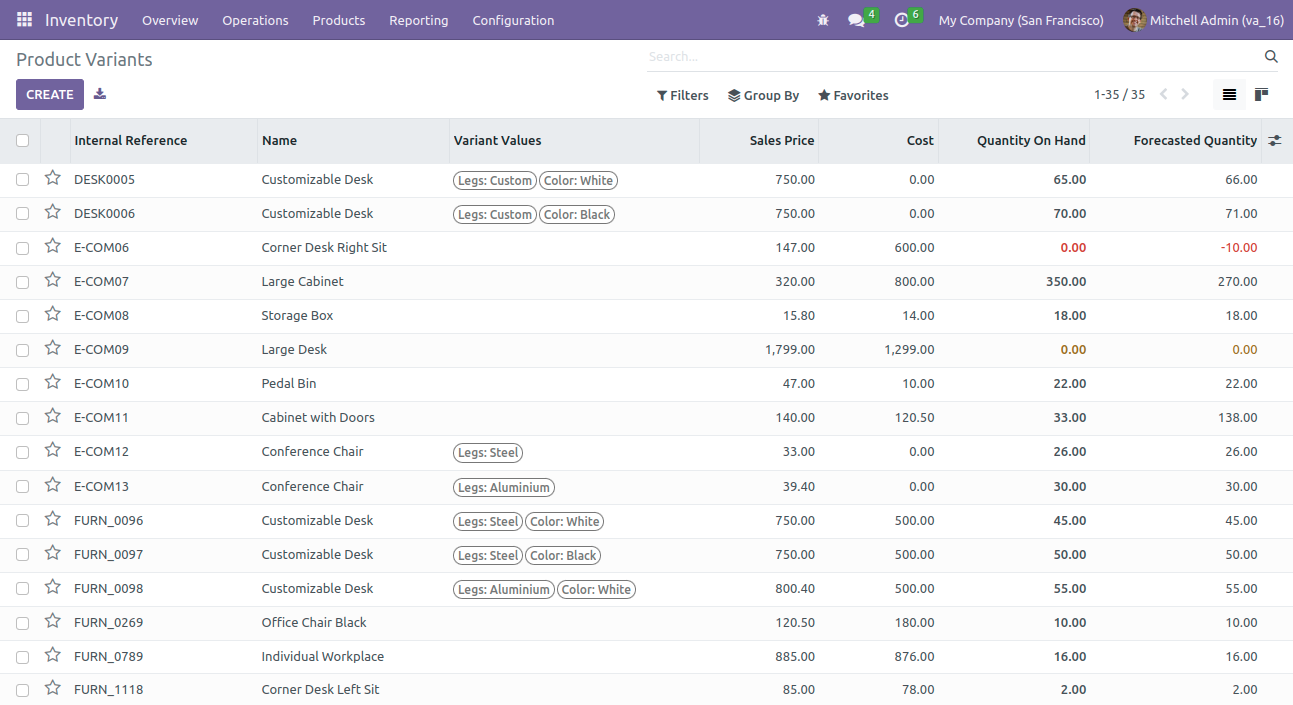 Inventory Overview Operations Products Reporting Configuration 4 6 My Company (San Francisco) Mitchell Admin (va_16)
Product Variants Search...
CREATE Filters Group By Favorites 1-35 / 35
Internal Reference Name Variant Values Sales Price Cost Quantity On Hand Forecasted Quantity
DESK0005 Customizable Desk Legs: Custom Color: White 750.00 0.00 65.00 66.00
DESK0006 Customizable Desk Legs: Custom Color: Black 750.00 0.00 70.00 71.00
E-COM06 Corner Desk Right Sit 147.00 600.00 0.00 -10.00
E-COM07 Large Cabinet 320.00 800.00 350.00 270.00
E-COM08 Storage Box 15.80 14.00 18.00 18.00
E-COM09 Large Desk 1,799.00 1,299.00 0.00 0.00
E-COM10 Pedal Bin 47.00 10.00 22.00 22.00
E-COM11 Cabinet with Doors 140.00 120.50 33.00 138.00
E-COM12 Conference Chair Legs: Steel 33.00 0.00 26.00 26.00
E-COM13 Conference Chair Legs: Aluminium 39.40 0.00 30.00 30.00
FURN_0096 Customizable Desk Legs: Steel Color: White 750.00 500.00 45.00 45.00
FURN_0097 Customizable Desk Legs: Steel Color: Black 750.00 500.00 50.00 50.00
FURN_0098 Customizable Desk Legs: Aluminium Color: White 800.40 500.00 55.00 55.00
FURN_0269 Office Chair Black 120.50 180.00 10.00 10.00
FURN_0789 Individual Workplace 885.00 876.00 16.00 16.00
FURN_1118 Corner Desk Left Sit 85.00 78.00 2.00 2.00